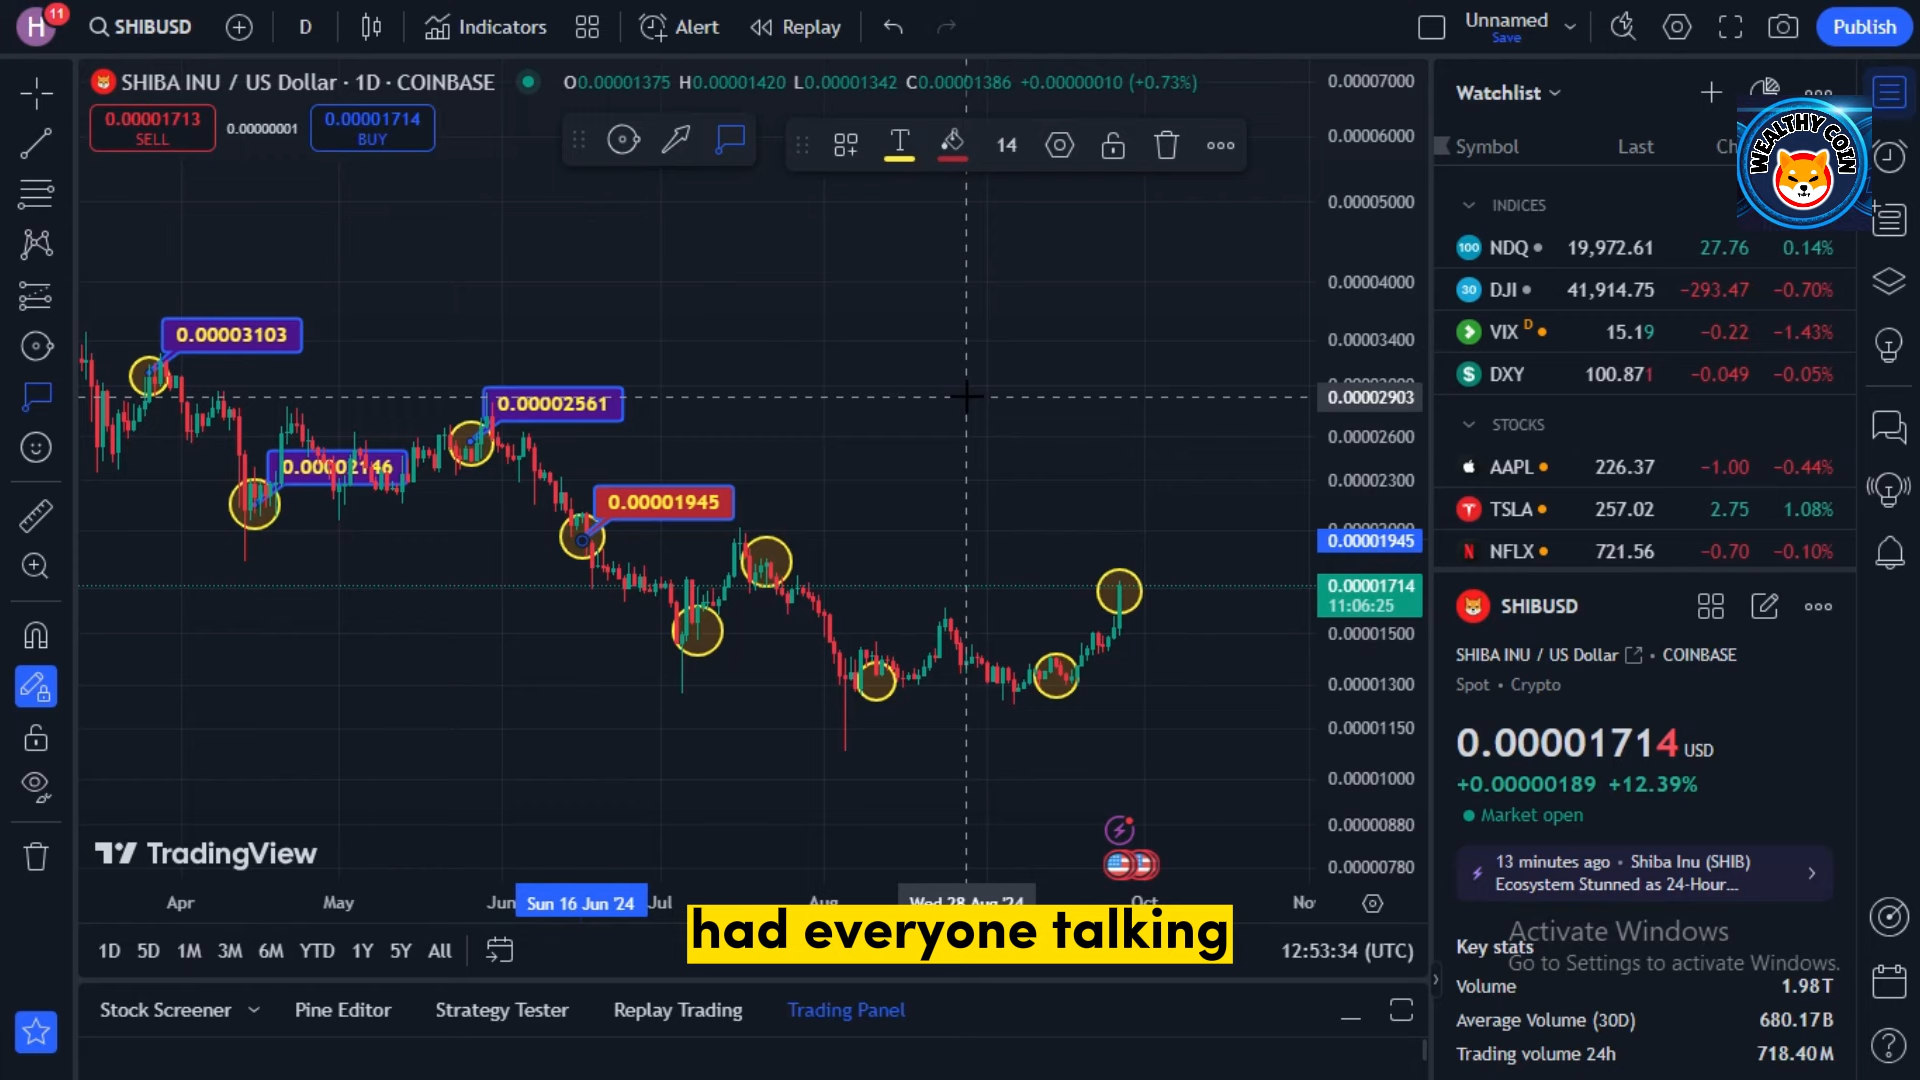 H
11
SHIBUSD
D
Indicators
Alert
Replay
Unnamed
Save
Publish
SHIBA INU / US Dollar · 1D · COINBASE
O0.00001375 H0.00001420 L0.00001342 C0.00001386 +0.00000010 (+0.73%)
0.00001713
SELL
0.00000001
0.00001714
BUY
T
14
0.00003103
0.00002146
0.00002561
0.00001945
0.00007000
0.00006000
0.00005000
0.00004000
0.00003400
0.00002903
0.00002600
0.00002300
0.00001945
0.00001714
11:06:25
0.00001500
0.00001300
0.00001150
0.00001000
0.00000880
0.00000780
TradingView
Apr
May
Jun
Sun 16 Jun '24
Jul
Aug
Wed 28 Aug '24
Oct
No
had everyone talking
1D 5D 1M 3M 6M YTD 1Y 5Y All
12:53:34 (UTC)
Stock Screener
Pine Editor
Strategy Tester
Replay Trading
Trading Panel
Watchlist
WEALTHY COIN
Symbol Last Ch
INDICES
100 NDQ 19,972.61 27.76 0.14%
30 DJI 41,914.75 −293.47 −0.70%
VIX D 15.19 −0.22 −1.43%
S DXY 100.871 −0.049 −0.05%
STOCKS
AAPL 226.37 −1.00 −0.44%
TSLA 257.02 2.75 1.08%
N NFLX 721.56 −0.70 −0.10%
SHIBUSD
SHIBA INU / US Dollar • COINBASE
Spot • Crypto
0.00001714 USD
+0.00000189 +12.39%
Market open
13 minutes ago • Shiba Inu (SHIB)
Ecosystem Stunned as 24-Hour...
Activate Windows
Go to Settings to activate Windows.
Key stats
Volume 1.98T
Average Volume (30D) 680.17B
Trading volume 24h 718.40M